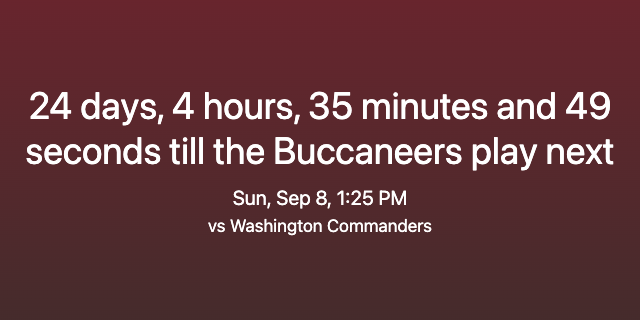 24 days, 4 hours, 35 minutes and 49
seconds till the Buccaneers play next
Sun, Sep 8, 1:25 PM
vs Washington Commanders